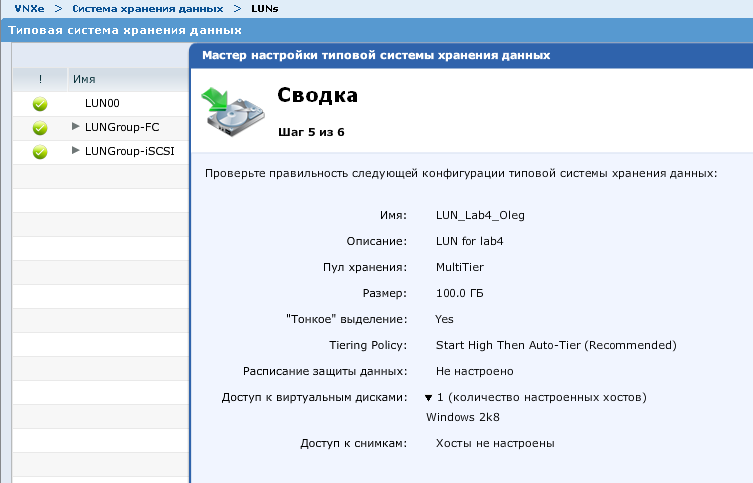 VNXe > Система хранения данных > LUNs
Типовая система хранения данных
Мастер настройки типовой системы хранения данных
! Имя
LUN00
LUNGroup-FC
LUNGroup-iSCSI
Сводка
Шаг 5 из 6
Проверьте правильность следующей конфигурации типовой системы хранения данных:
Имя: LUN_Lab4_Oleg
Описание: LUN for lab4
Пул хранения: MultiTier
Размер: 100.0 ГБ
"Тонкое" выделение: Yes
Tiering Policy: Start High Then Auto-Tier (Recommended)
Расписание защиты данных: Не настроено
Доступ к виртуальным дисками: 1 (количество настроенных хостов)
Windows 2k8
Доступ к снимкам: Хосты не настроены